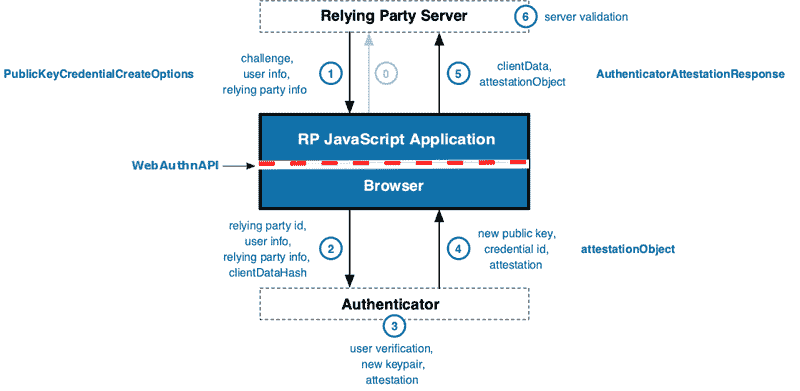 Relying Party Server
6
server validation
PublicKeyCredentialCreateOptions
challenge,
user info,
relying party info
1
0
5
clientData,
attestationObject
AuthenticatorAttestationResponse
RP JavaScript Application
WebAuthnAPI
Browser
relying party id,
user info,
relying party info,
clientDataHash
2
4
new public key,
credential id,
attestation
attestationObject
Authenticator
3
user verification,
new keypair,
attestation